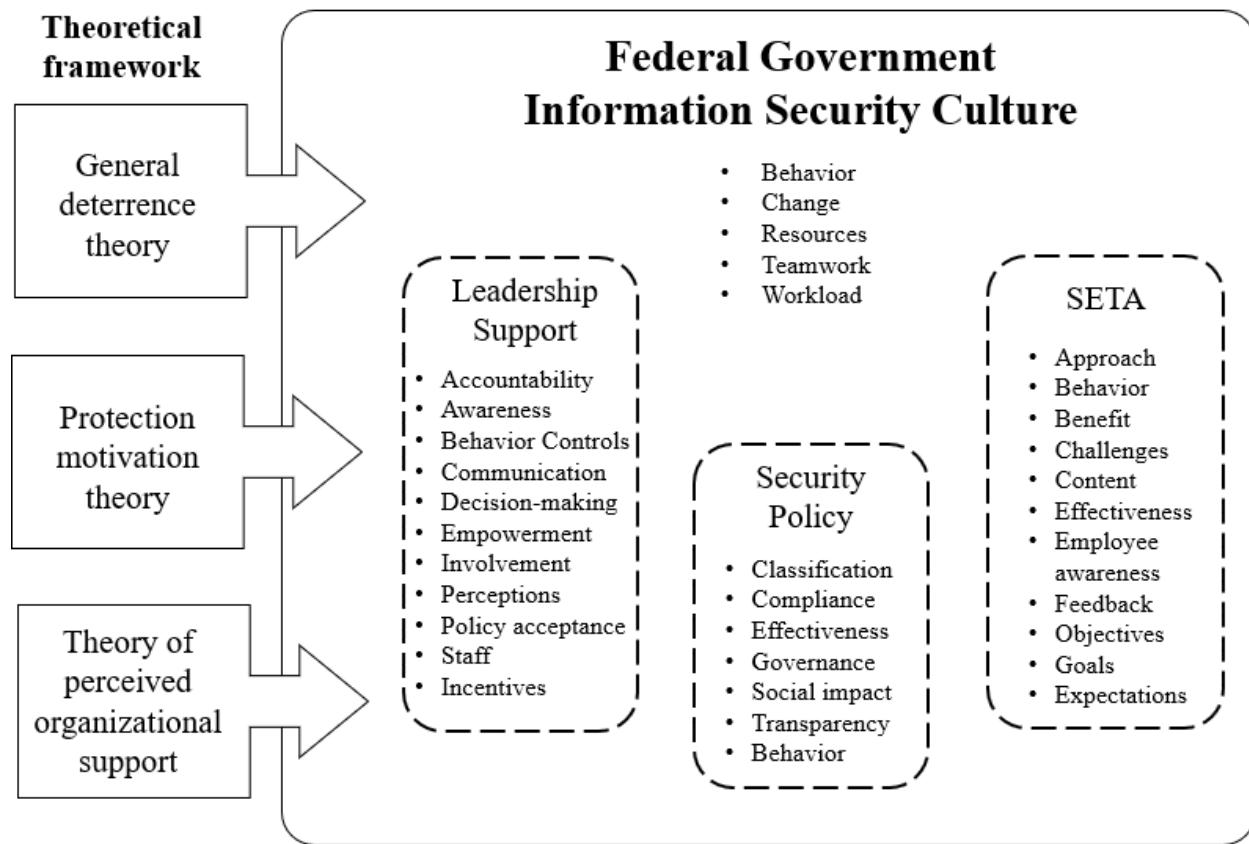 Theoretical
framework
General
deterrence
theory
Protection
motivation
theory
Theory of
perceived
organizational
support
Federal Government
Information Security Culture
• Behavior
• Change
• Resources
• Teamwork
• Workload
Leadership
Support
• Accountability
• Awareness
• Behavior Controls
• Communication
• Decision-making
• Empowerment
• Involvement
• Perceptions
• Policy acceptance
• Staff
• Incentives
Security
Policy
• Classification
• Compliance
• Effectiveness
• Governance
• Social impact
• Transparency
• Behavior
SETA
• Approach
• Behavior
• Benefit
• Challenges
• Content
• Effectiveness
• Employee
awareness
• Feedback
• Objectives
• Goals
• Expectations